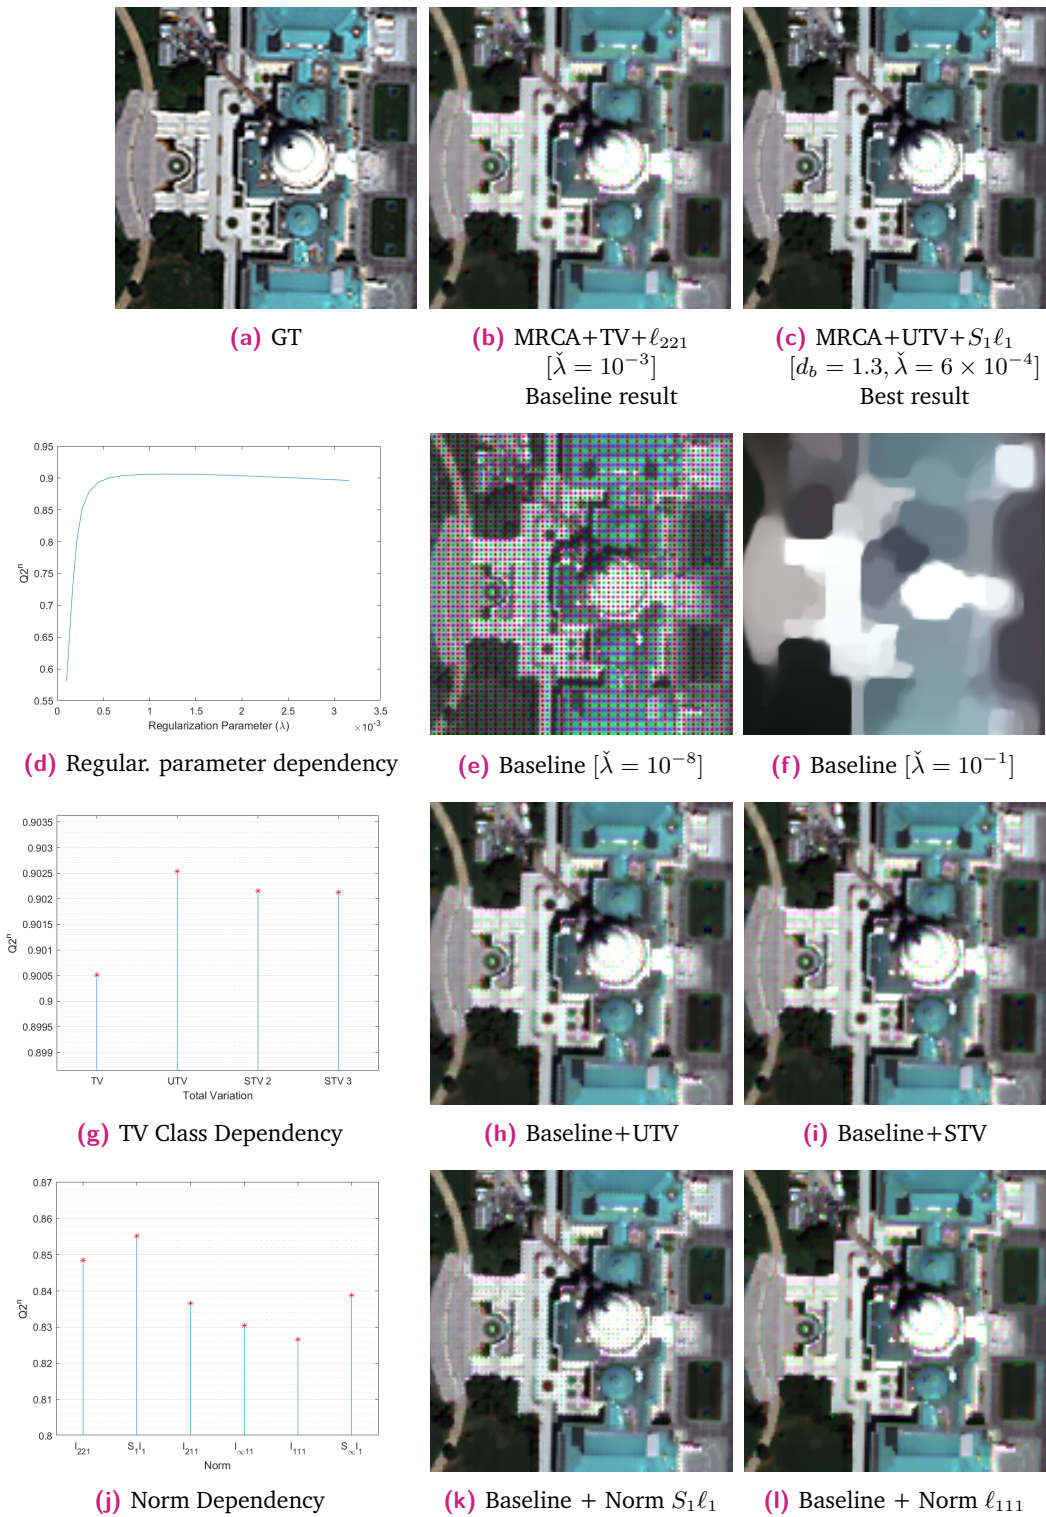 (a) GT
(b) MRCA+TV+ℓ₂₂₁
[λ̌ = 10⁻³]
Baseline result
(c) MRCA+UTV+S₁ℓ₁
[d_b = 1.3, λ̌ = 6 × 10⁻⁴]
Best result
0.95
0.9
0.85
0.8
0.75
0.7
0.65
0.6
0.55
Q2ⁿ
0 0.5 1 1.5 2 2.5 3 3.5
Regularization Parameter (λ)
×10⁻³
(d) Regular. parameter dependency
(e) Baseline [λ̌ = 10⁻⁸]
(f) Baseline [λ̌ = 10⁻¹]
0.9035
0.903
0.9025
0.902
0.9015
0.901
0.9005
0.9
0.8995
0.899
Q2ⁿ
TV UTV STV 2 STV 3
Total Variation
(g) TV Class Dependency
(h) Baseline+UTV
(i) Baseline+STV
0.87
0.86
0.85
0.84
0.83
0.82
0.81
0.8
Q2ⁿ
l₂₂₁ S₁l₁ l₂₁₁ l∞₁₁ l₁₁₁ S∞l₁
Norm
(j) Norm Dependency
(k) Baseline + Norm S₁ℓ₁
(l) Baseline + Norm ℓ₁₁₁